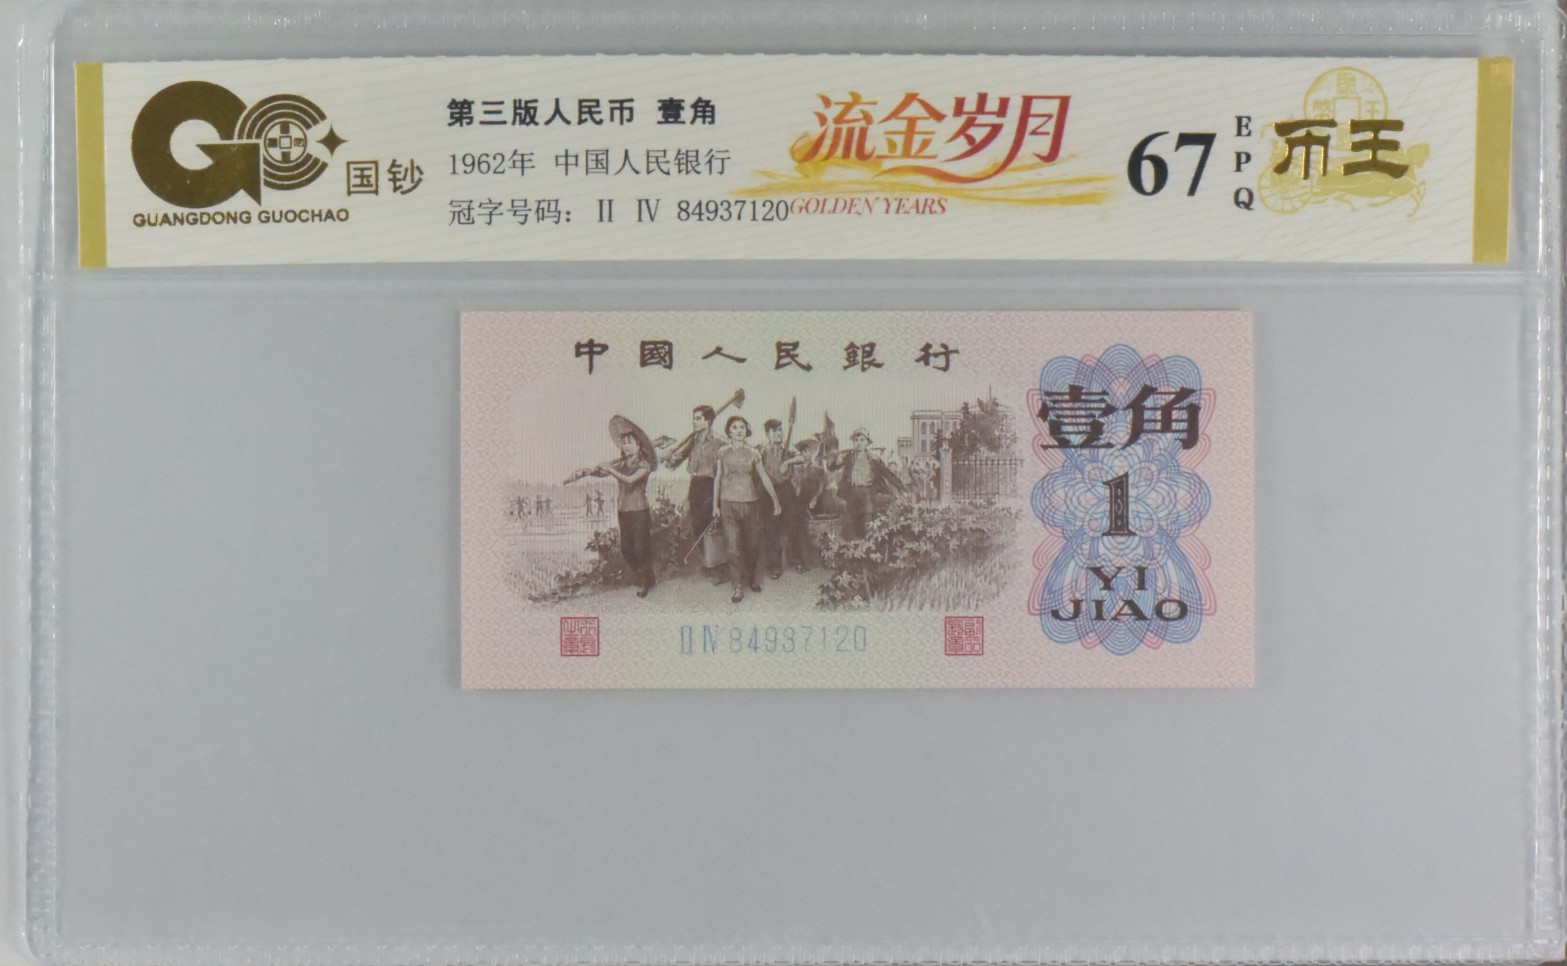 GUANGDONG GUOCHAO
国钞
第三版人民币 壹角
1962年 中国人民银行
冠字号码： II IV 84937120
流金岁月
GOLDEN YEARS
67
EPQ
币王
中國人民銀行
壹角
1
YI
JIAO
II IV 84937120